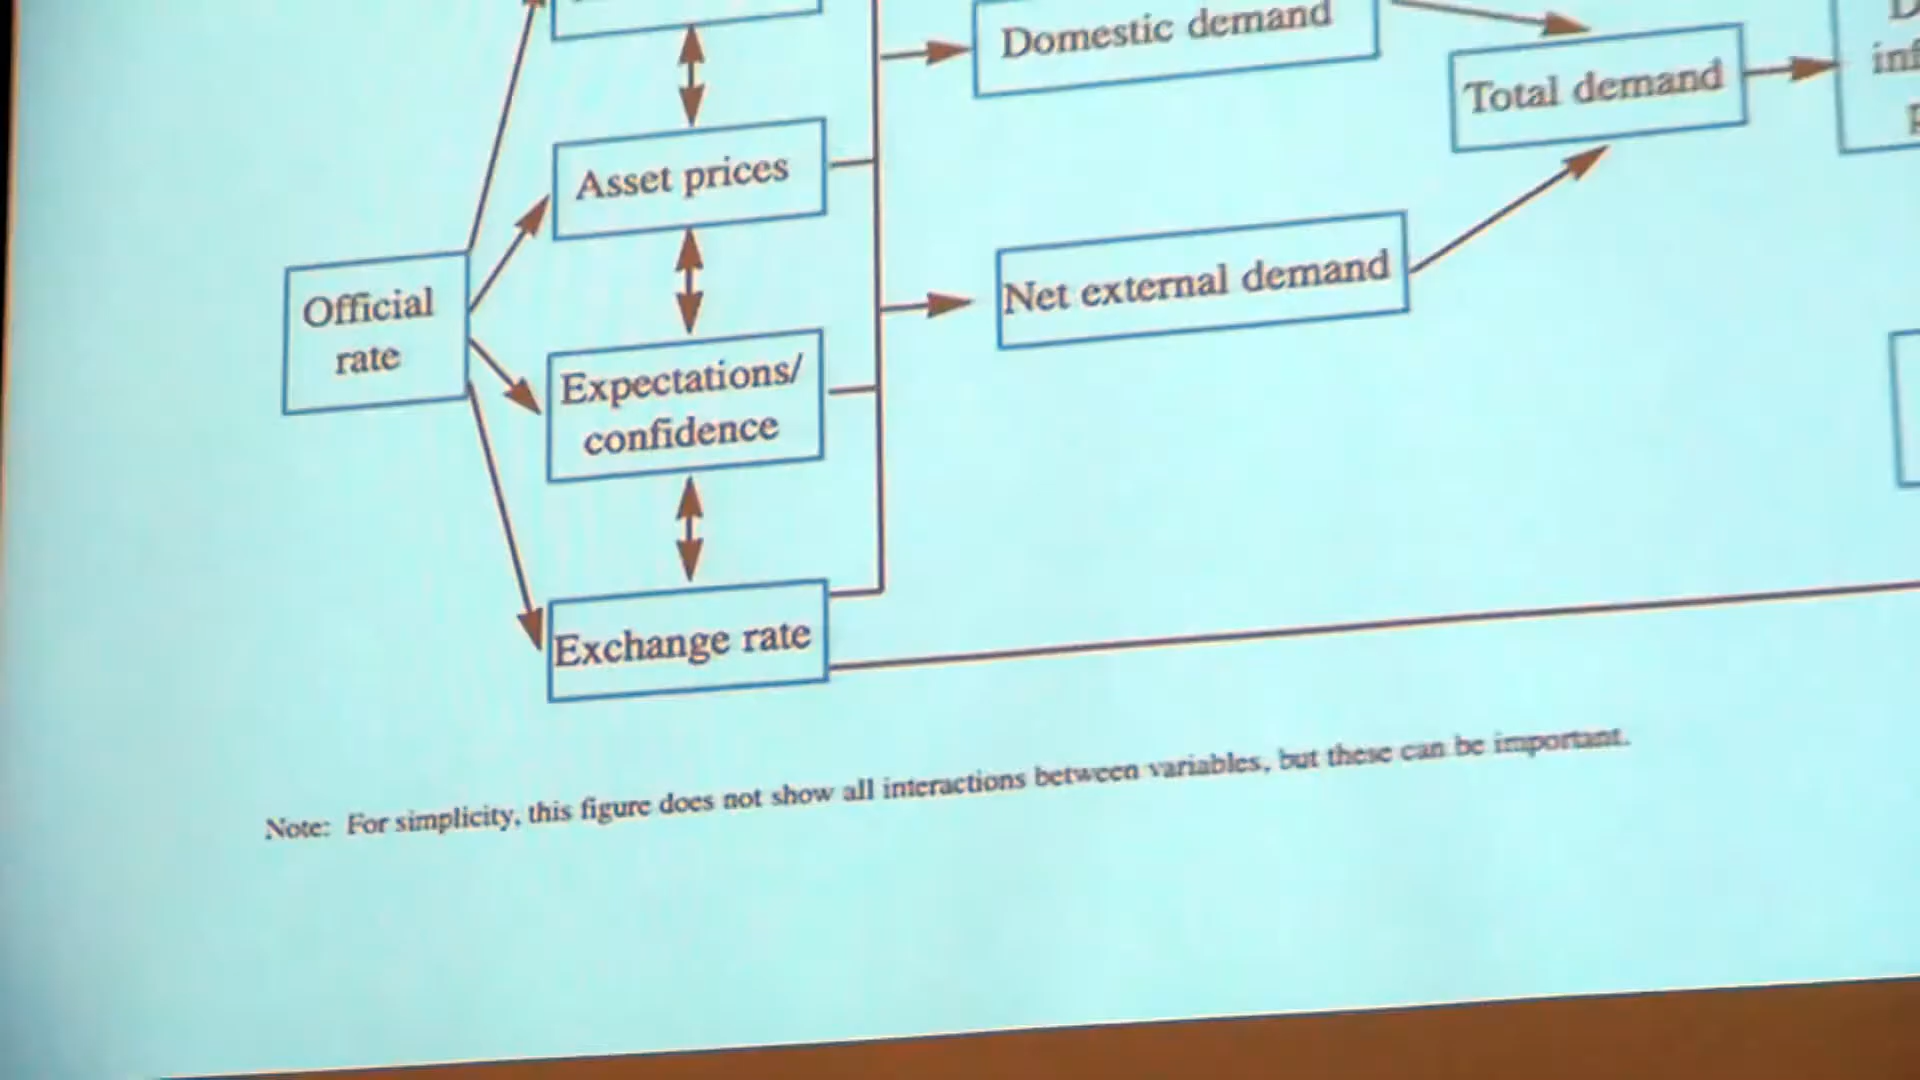 Domestic demand
Total demand
Asset prices
Net external demand
Official
rate
Expectations/
confidence
Exchange rate
Note: For simplicity, this figure does not show all interactions between variables, but these can be important.